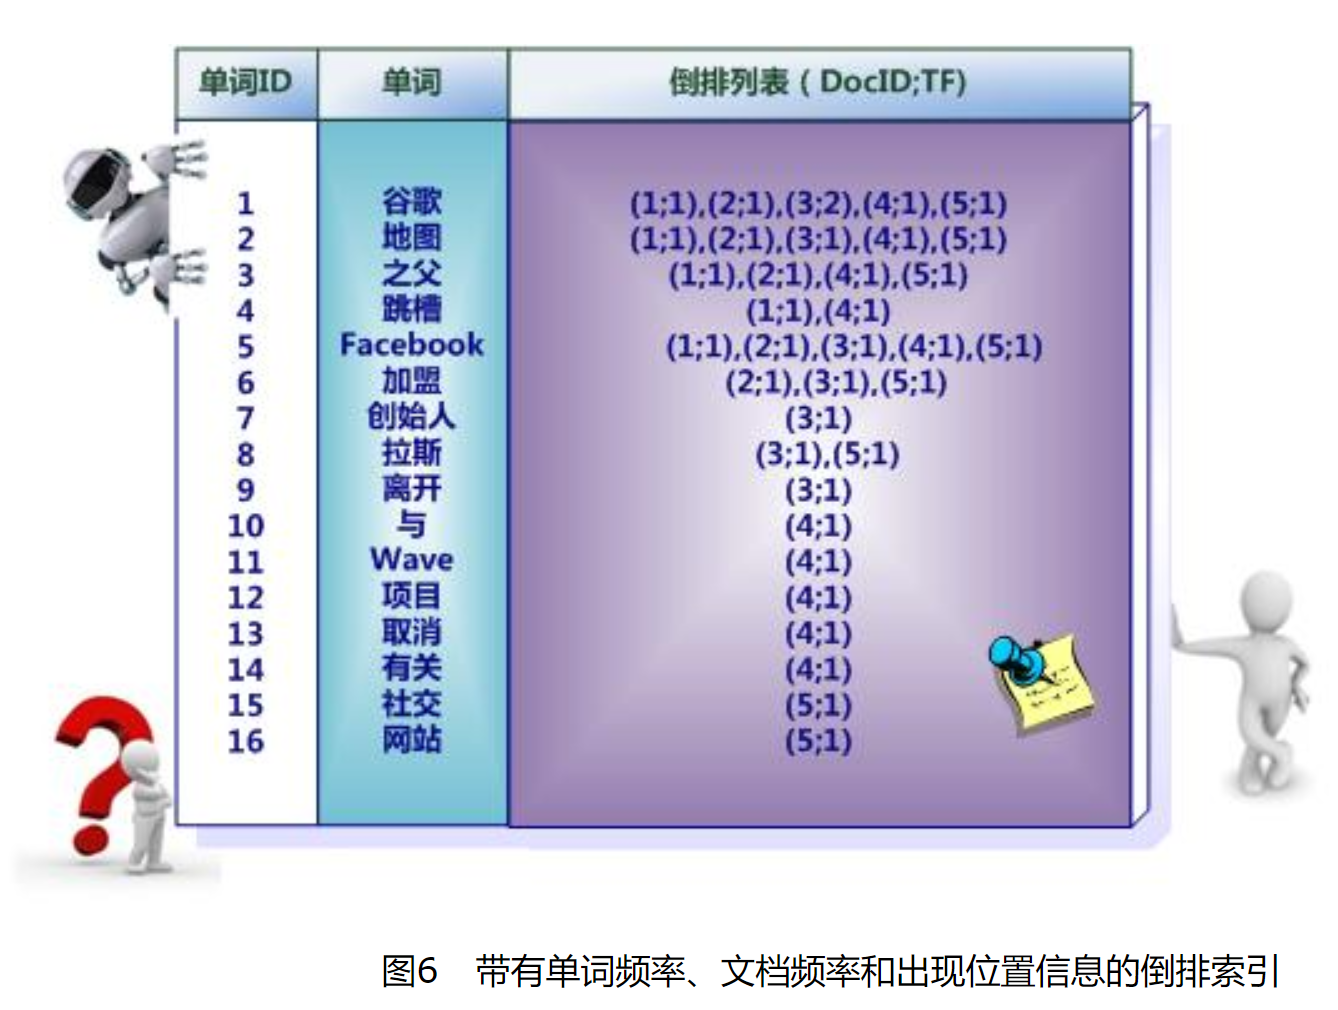 单词ID 单词 倒排列表（DocID;TF)
1 谷歌 (1;1),(2;1),(3;2),(4;1),(5;1)
2 地图 (1;1),(2;1),(3;1),(4;1),(5;1)
3 之父 (1;1),(2;1),(4;1),(5;1)
4 跳槽 (1;1),(4;1)
5 Facebook (1;1),(2;1),(3;1),(4;1),(5;1)
6 加盟 (2;1),(3;1),(5;1)
7 创始人 (3;1)
8 拉斯 (3;1),(5;1)
9 离开 (3;1)
10 与 (4;1)
11 Wave (4;1)
12 项目 (4;1)
13 取消 (4;1)
14 有关 (4;1)
15 社交 (5;1)
16 网站 (5;1)
图6 带有单词频率、文档频率和出现位置信息的倒排索引